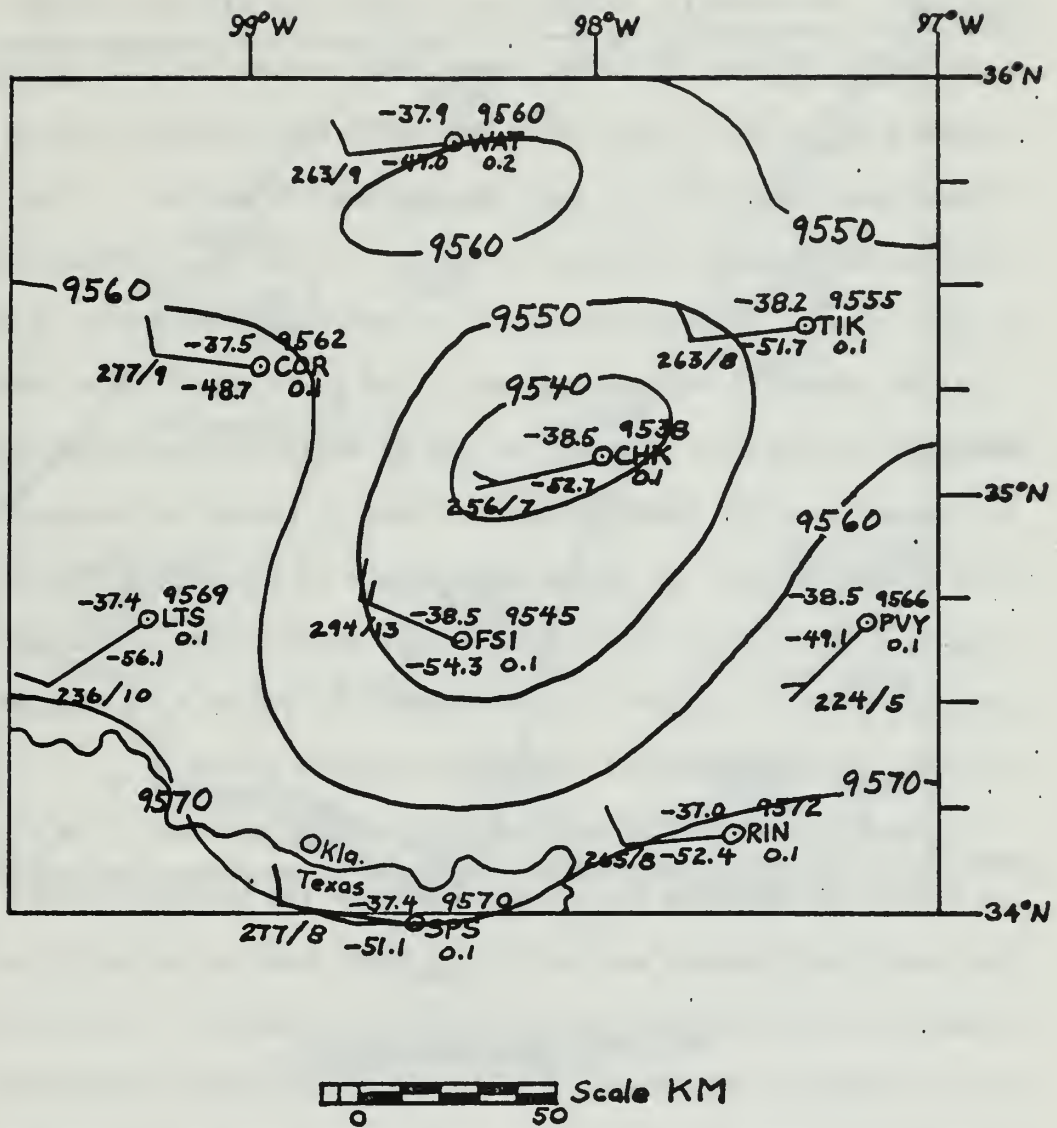 99°W 98°W 97°W
36°N
-37.9 9560
WAT
-47.0 0.2
263/9
9560
9550
9560
9550
-38.2 9555
TIK
-51.7 0.1
263/8
-37.5 9562
COR
-48.7 0.1
277/9
9540
-38.5 9538
CHK
-52.7 0.1
256/7
35°N
9560
-37.4 9569
LTS
0.1
-56.1
236/10
-38.5 9545
FSI
-54.3 0.1
294/13
-38.5 9566
PVY
-49.1 0.1
224/5
9570
9570
-37.0 9572
RIN
-52.4 0.1
265/8
Okla.
Texas
-37.4 9570
SPS
-51.1 0.1
277/8
34°N
Scale KM
0 50